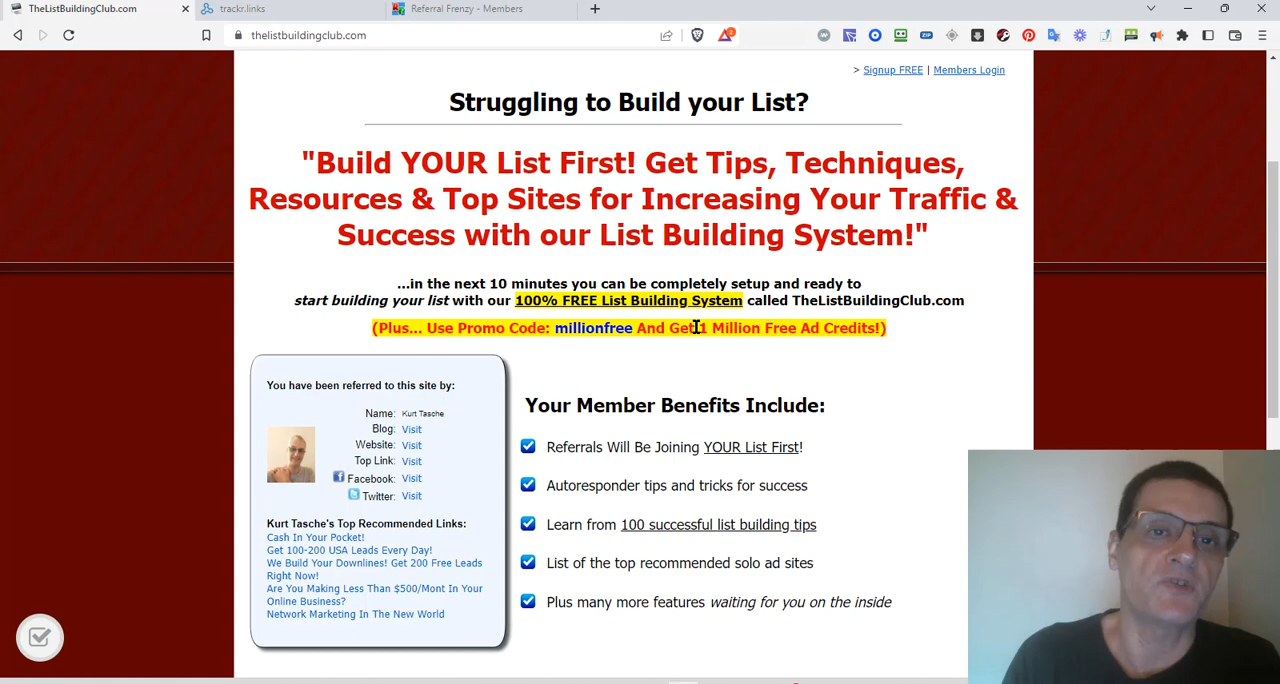 TheListBuildingClub.com
trackr.links
Referral Frenzy - Members
thelistbuildingclub.com
2
ZIP
> Signup FREE | Members Login
Struggling to Build your List?
"Build YOUR List First! Get Tips, Techniques,
Resources & Top Sites for Increasing Your Traffic &
Success with our List Building System!"
...in the next 10 minutes you can be completely setup and ready to
start building your list with our 100% FREE List Building System called TheListBuildingClub.com
(Plus... Use Promo Code: millionfree And Get 1 Million Free Ad Credits!)
You have been referred to this site by:
Name: Kurt Tasche
Blog: Visit
Website: Visit
Top Link: Visit
Facebook: Visit
Twitter: Visit
Kurt Tasche's Top Recommended Links:
Cash In Your Pocket!
Get 100-200 USA Leads Every Day!
We Build Your Downlines! Get 200 Free Leads
Right Now!
Are You Making Less Than $500/Mont In Your
Online Business?
Network Marketing In The New World
Your Member Benefits Include:
Referrals Will Be Joining YOUR List First!
Autoresponder tips and tricks for success
Learn from 100 successful list building tips
List of the top recommended solo ad sites
Plus many more features waiting for you on the inside